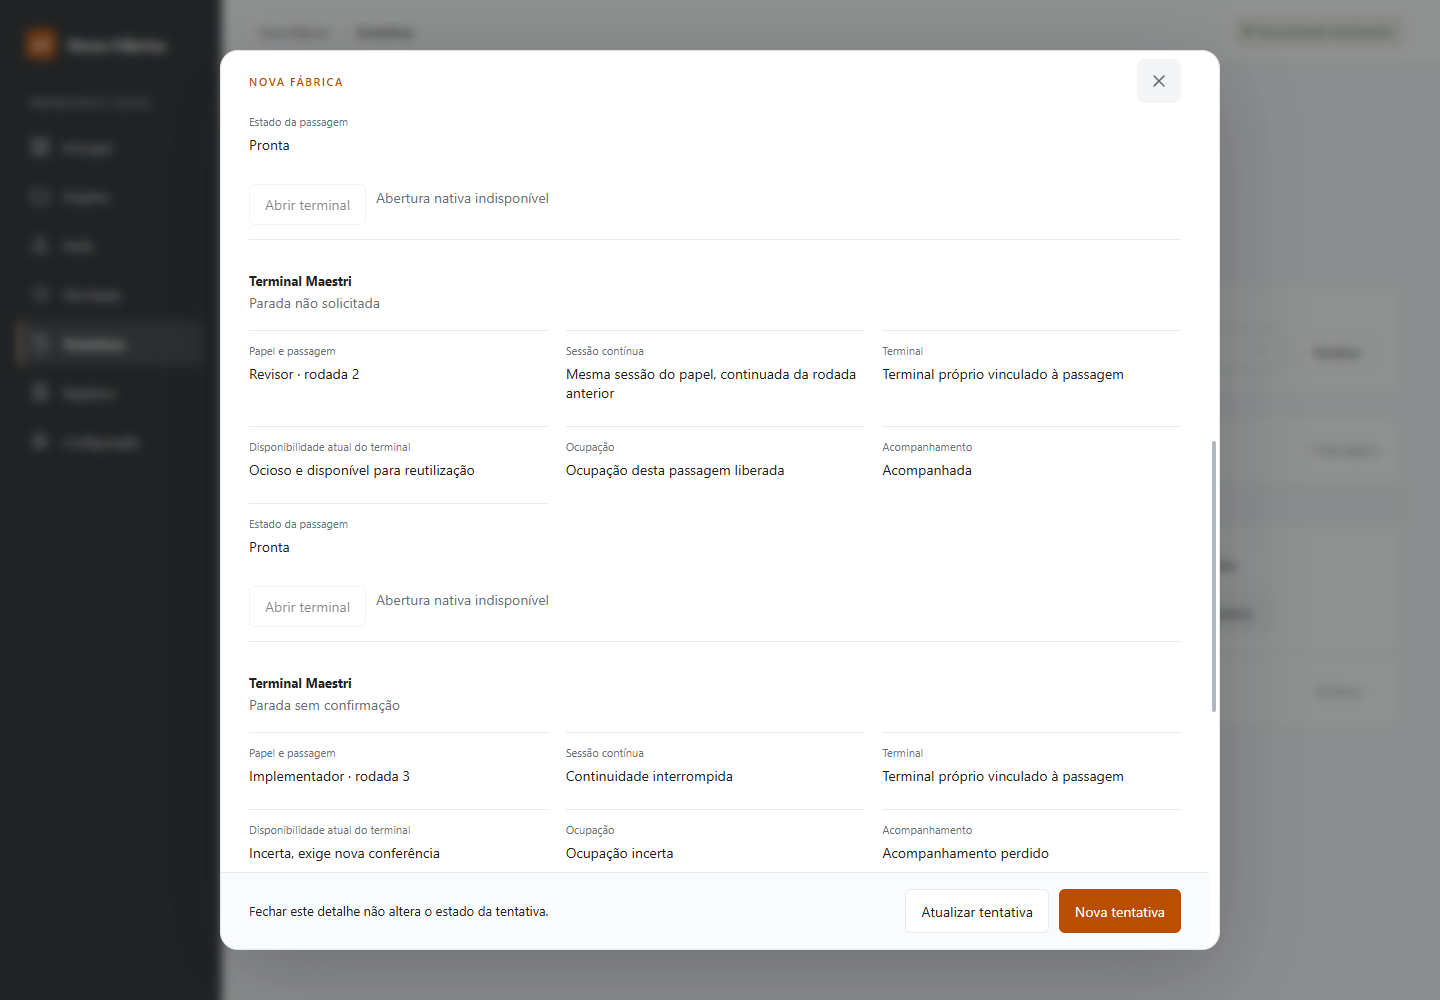 NOVA FÁBRICA
Estado da passagem
Pronta
Abrir terminal
Abertura nativa indisponível
Terminal Maestri
Parada não solicitada
Papel e passagem
Revisor · rodada 2
Sessão contínua
Mesma sessão do papel, continuada da rodada
anterior
Terminal
Terminal próprio vinculado à passagem
Disponibilidade atual do terminal
Ocioso e disponível para reutilização
Ocupação
Ocupação desta passagem liberada
Acompanhamento
Acompanhada
Estado da passagem
Pronta
Abrir terminal
Abertura nativa indisponível
Terminal Maestri
Parada sem confirmação
Papel e passagem
Implementador · rodada 3
Sessão contínua
Continuidade interrompida
Terminal
Terminal próprio vinculado à passagem
Disponibilidade atual do terminal
Incerta, exige nova conferência
Ocupação
Ocupação incerta
Acompanhamento
Acompanhamento perdido
Fechar este detalhe não altera o estado da tentativa.
Atualizar tentativa
Nova tentativa